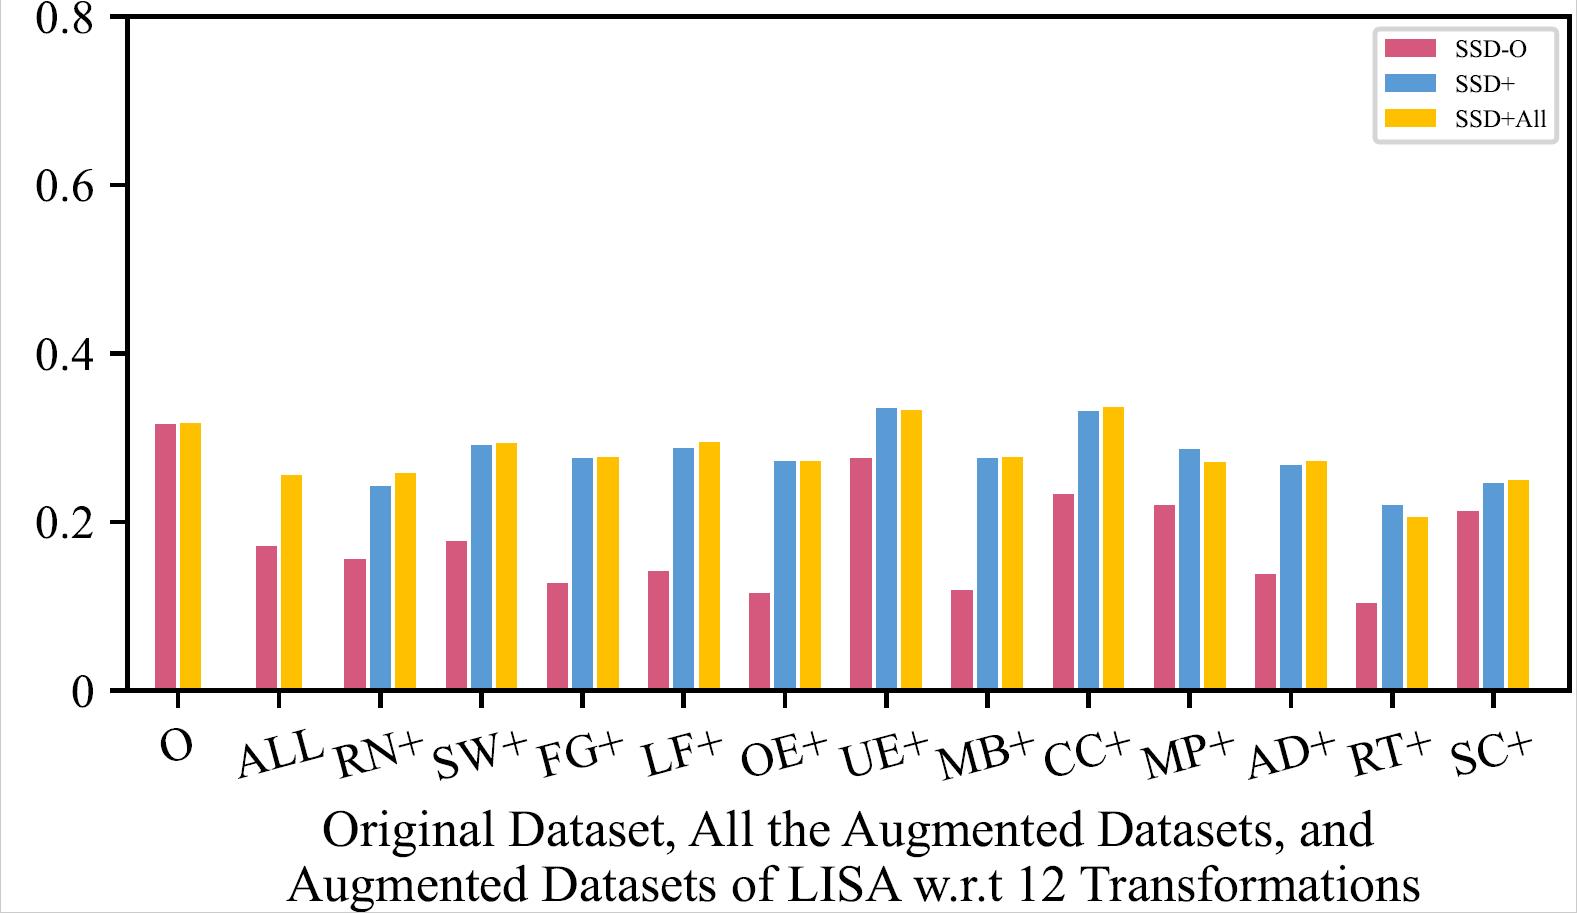 0.8
0.6
0.4
0.2
0
SSD-O
SSD+
SSD+All
O ALL RN+ SW+ FG+ LF+ OE+ UE+ MB+ CC+ MP+ AD+ RT+ SC+
Original Dataset, All the Augmented Datasets, and
Augmented Datasets of LISA w.r.t 12 Transformations